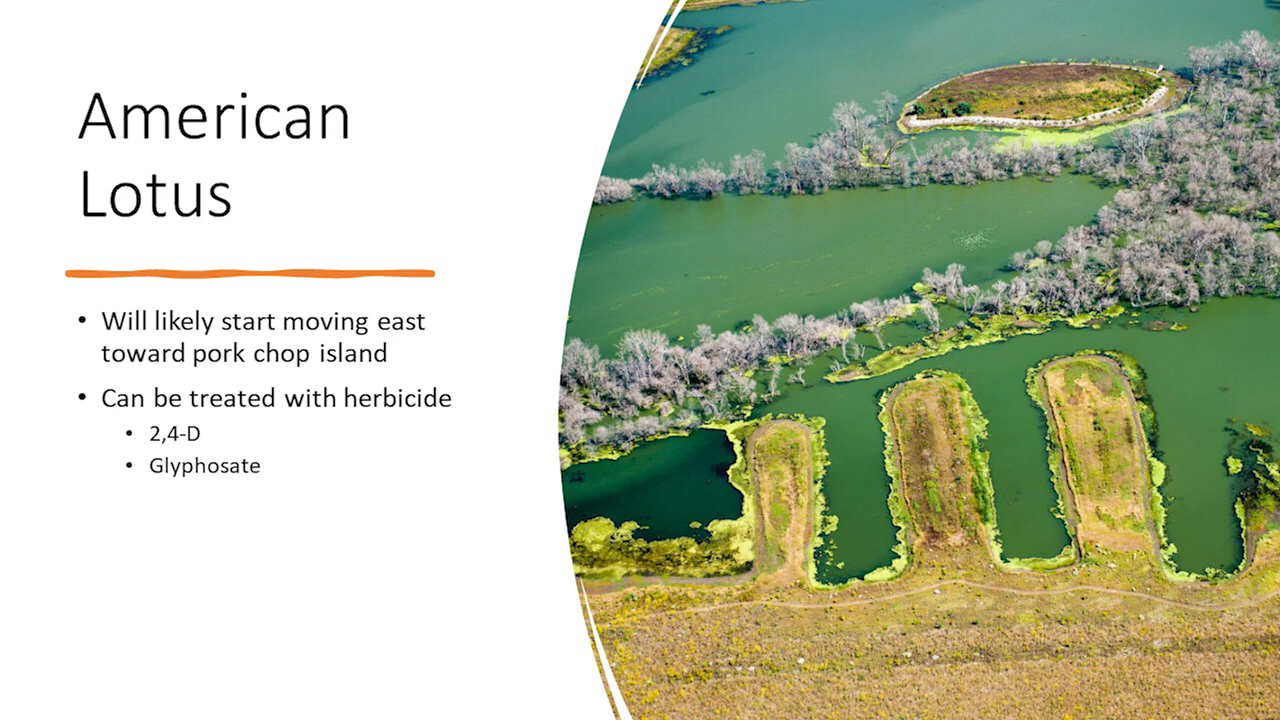 American
Lotus
• Will likely start moving east
toward pork chop island
• Can be treated with herbicide
• 2,4-D
• Glyphosate